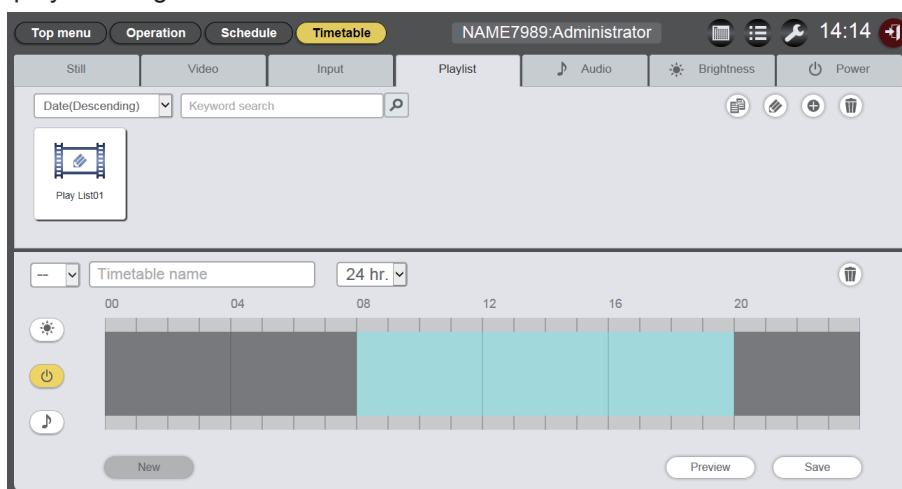 Top menu Operation Schedule Timetable NAME7989:Administrator 14:14
Still Video Input Playlist Audio Brightness Power
Date(Descending) Keyword search
Play List01
-- Timetable name 24 hr.
00 04 08 12 16 20
New Preview Save